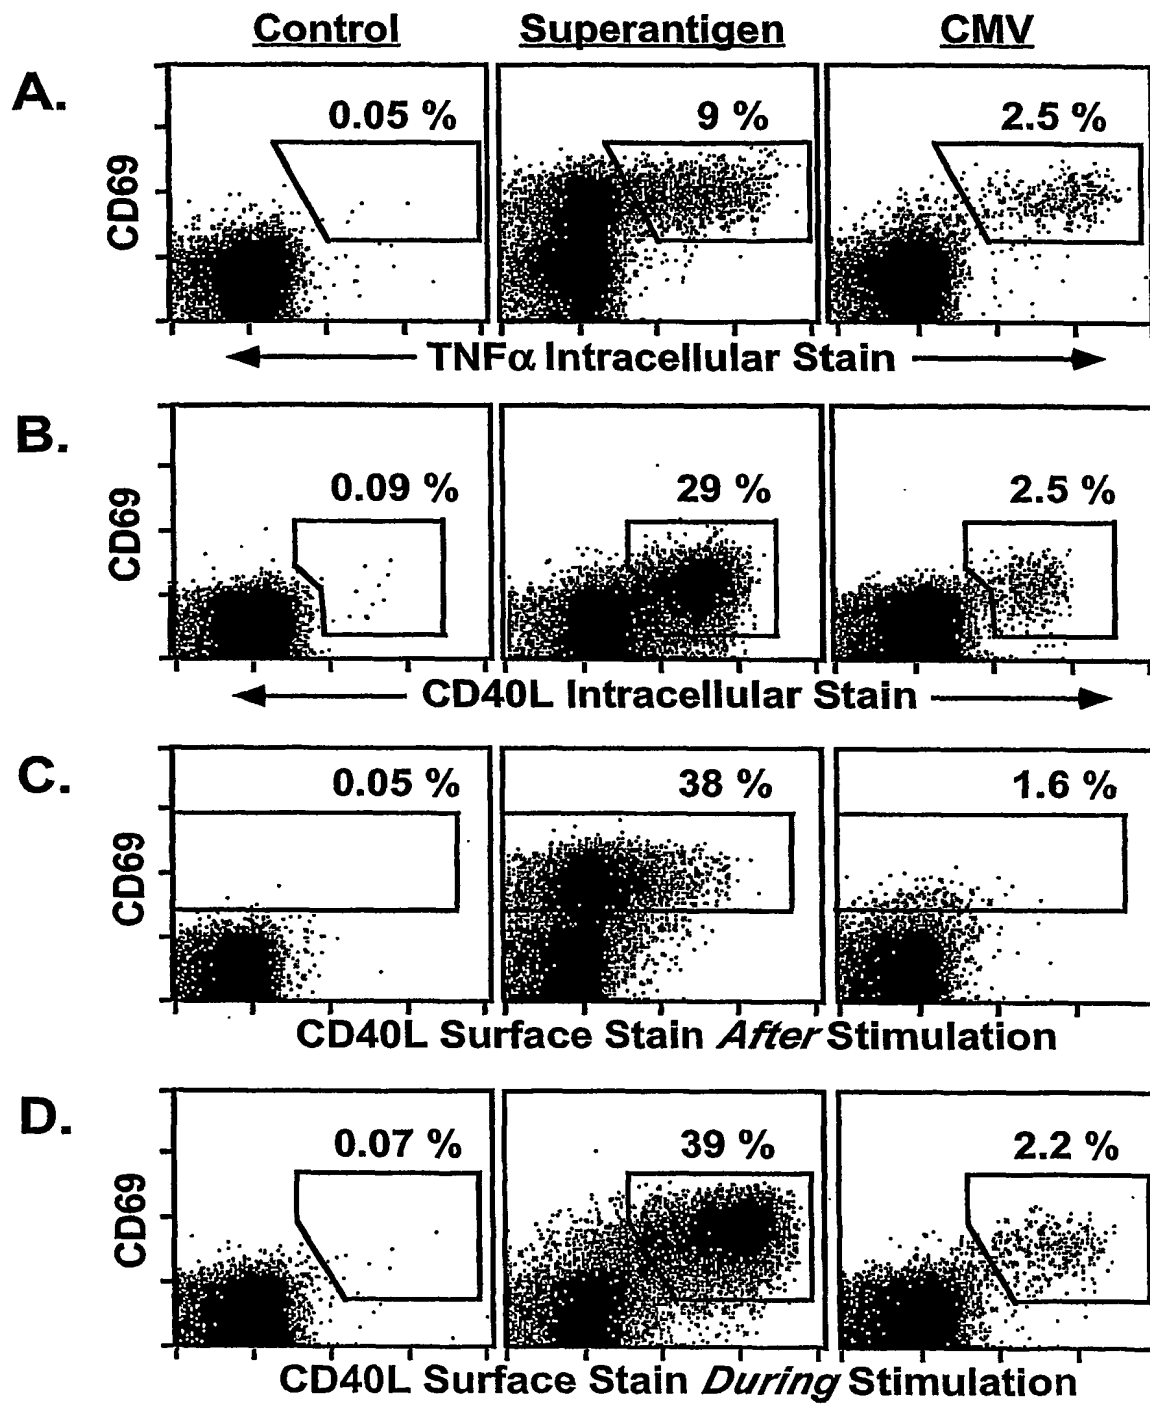 Control Superantigen CMV
A.
0.05 % 9 % 2.5 %
CD69
TNFα Intracellular Stain
B.
0.09 % 29 % 2.5 %
CD69
CD40L Intracellular Stain
C.
0.05 % 38 % 1.6 %
CD69
CD40L Surface Stain After Stimulation
D.
0.07 % 39 % 2.2 %
CD69
CD40L Surface Stain During Stimulation